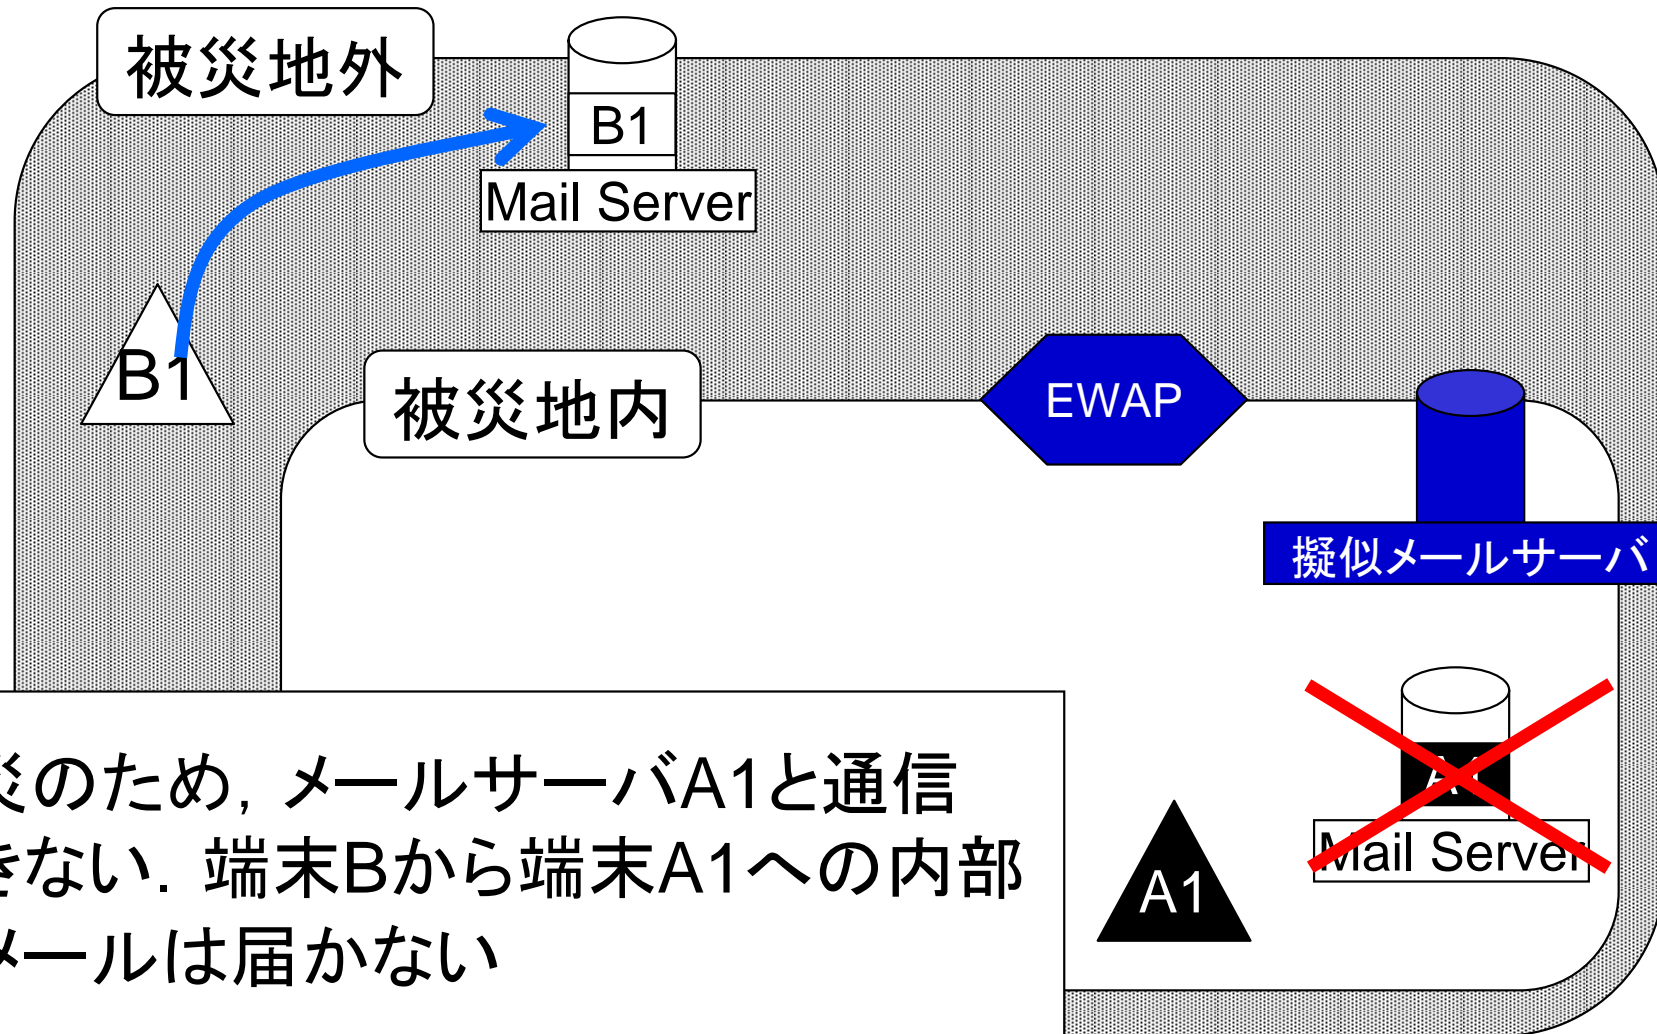 被災地外
B1
Mail Server
B1
被災地内
EWAP
擬似メールサーバ
A1
Mail Server
A1
災のため，メールサーバA1と通信
きない．端末Bから端末A1への内部
メールは届かない